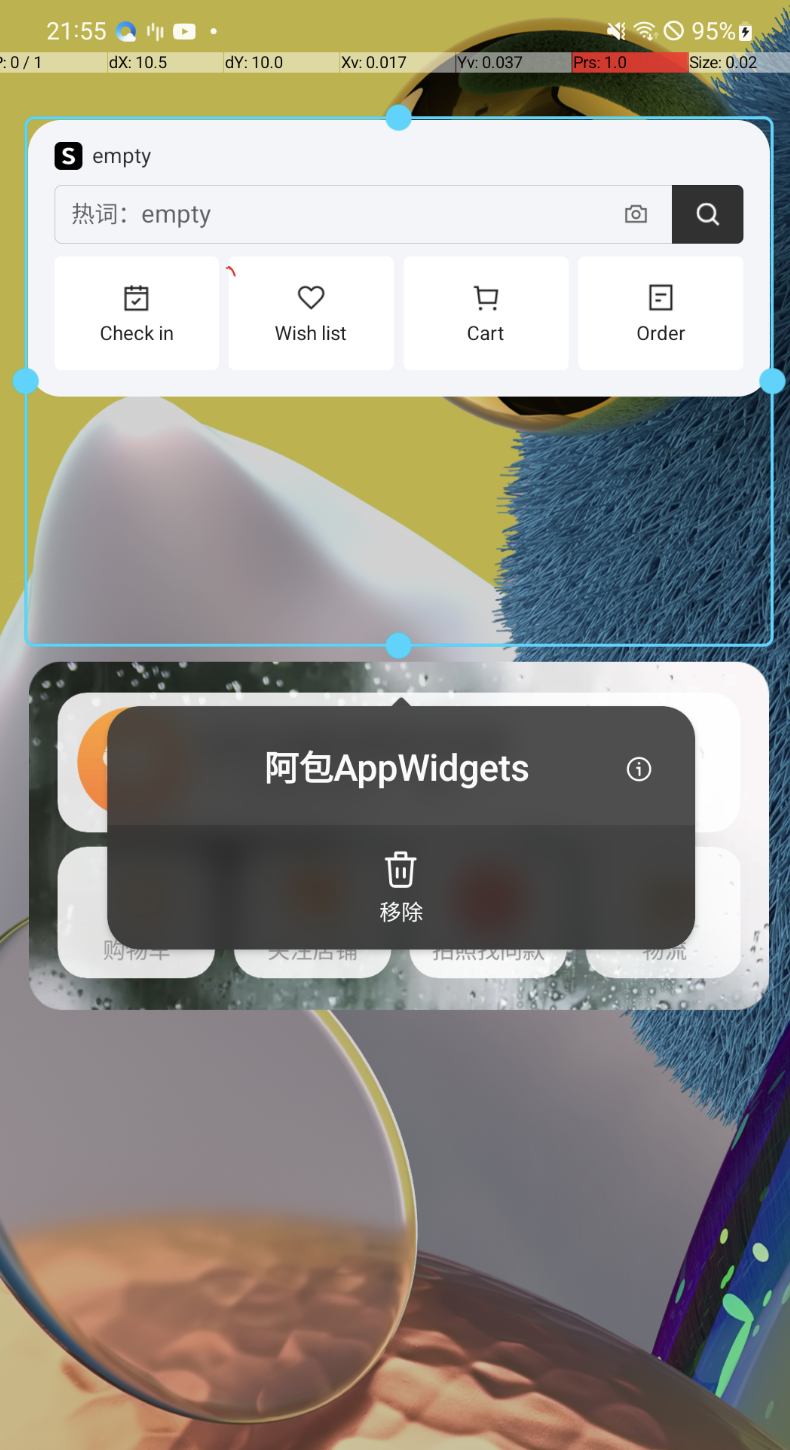 21:55 95%
P: 0 / 1 dX: 10.5 dY: 10.0 Xv: 0.017 Yv: 0.037 Prs: 1.0 Size: 0.02
S empty
热词：empty
Check in Wish list Cart Order
阿包AppWidgets
移除
购物车 关注店铺 拍照找同款 物流